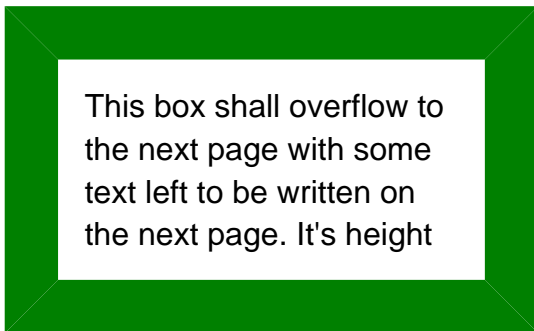 This box shall overflow to
the next page with some
text left to be written on
the next page. It's height